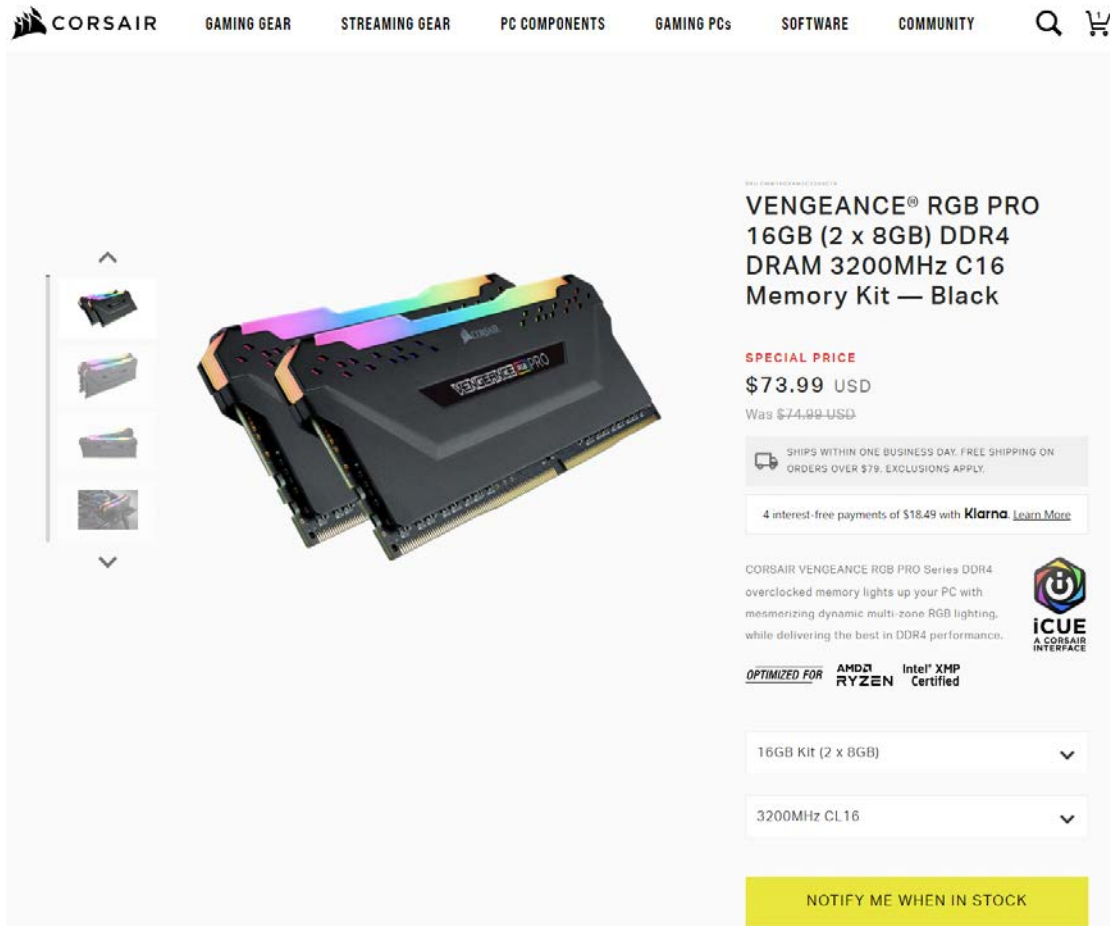 CORSAIR
GAMING GEAR
STREAMING GEAR
PC COMPONENTS
GAMING PCs
SOFTWARE
COMMUNITY
1
VENGEANCE® RGB PRO
16GB (2 x 8GB) DDR4
DRAM 3200MHz C16
Memory Kit — Black
CORSAIR
VENGEANCE RGB PRO
SPECIAL PRICE
$73.99 USD
Was $74.99 USD
SHIPS WITHIN ONE BUSINESS DAY. FREE SHIPPING ON
ORDERS OVER $79. EXCLUSIONS APPLY.
4 interest-free payments of $18.49 with Klarna. Learn More
CORSAIR VENGEANCE RGB PRO Series DDR4
overclocked memory lights up your PC with
mesmerizing dynamic multi-zone RGB lighting,
while delivering the best in DDR4 performance.
iCUE
A CORSAIR
INTERFACE
OPTIMIZED FOR
AMD
RYZEN
Intel® XMP
Certified
16GB Kit (2 x 8GB)
3200MHz CL16
NOTIFY ME WHEN IN STOCK